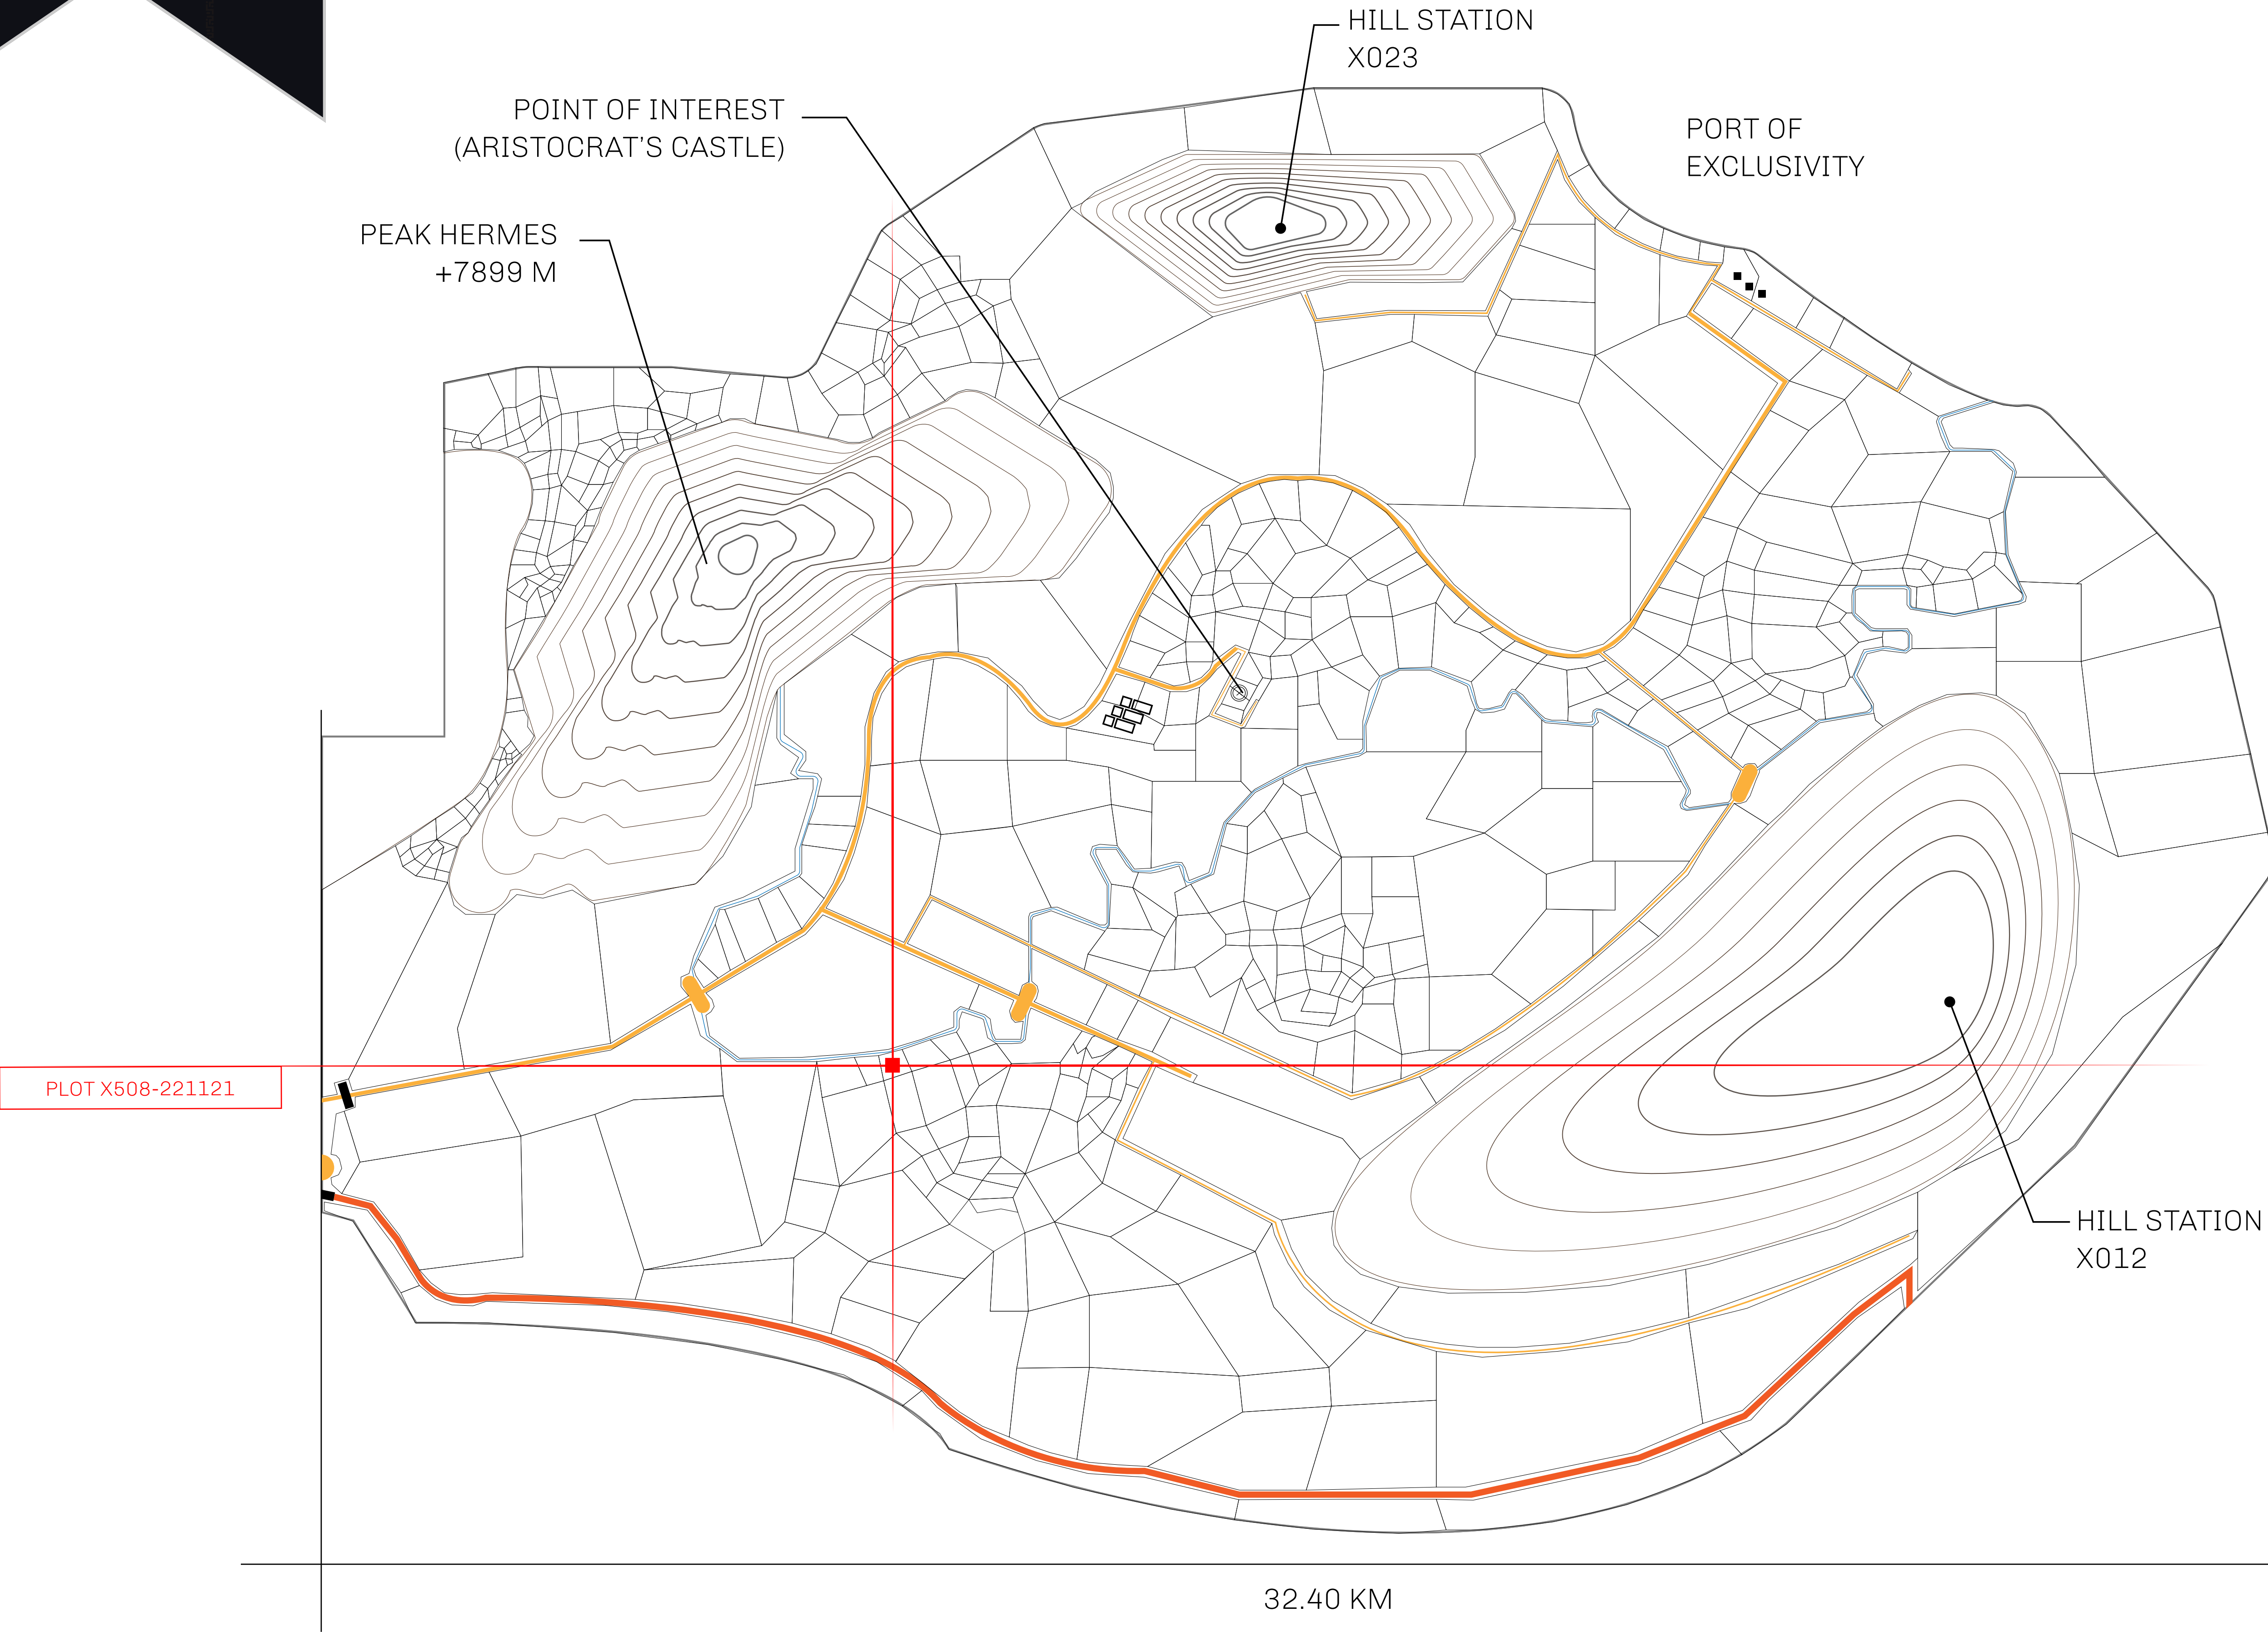 HILL STATION
X023
POINT OF INTEREST
(ARISTOCRAT'S CASTLE)
PORT OF
EXCLUSIVITY
PEAK HERMES
+7899 M
PLOT X508-221121
HILL STATION
X012
32.40 KM